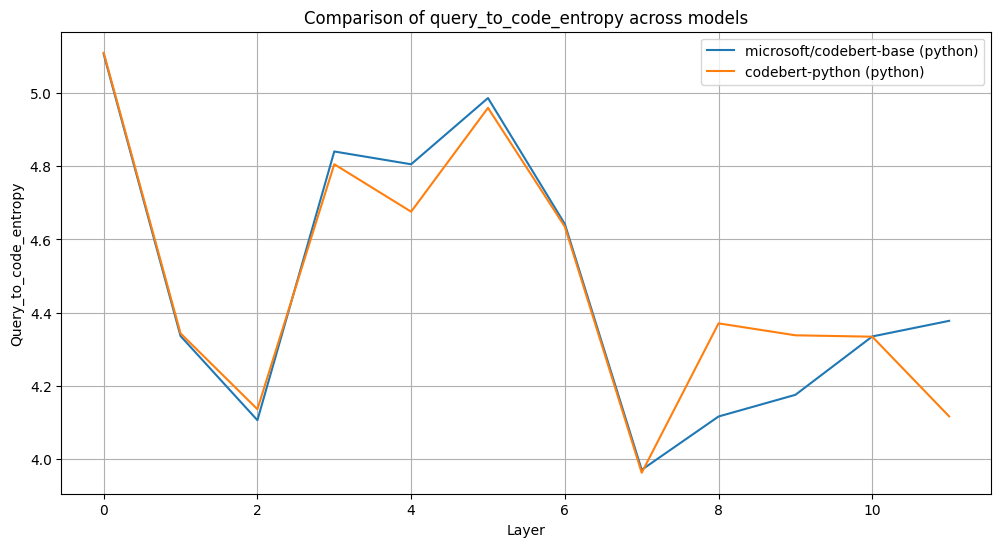 Comparison of query_to_code_entropy across models
microsoft/codebert-base (python)
codebert-python (python)
Query_to_code_entropy
5.0
4.8
4.6
4.4
4.2
4.0
0 2 4 6 8 10
Layer